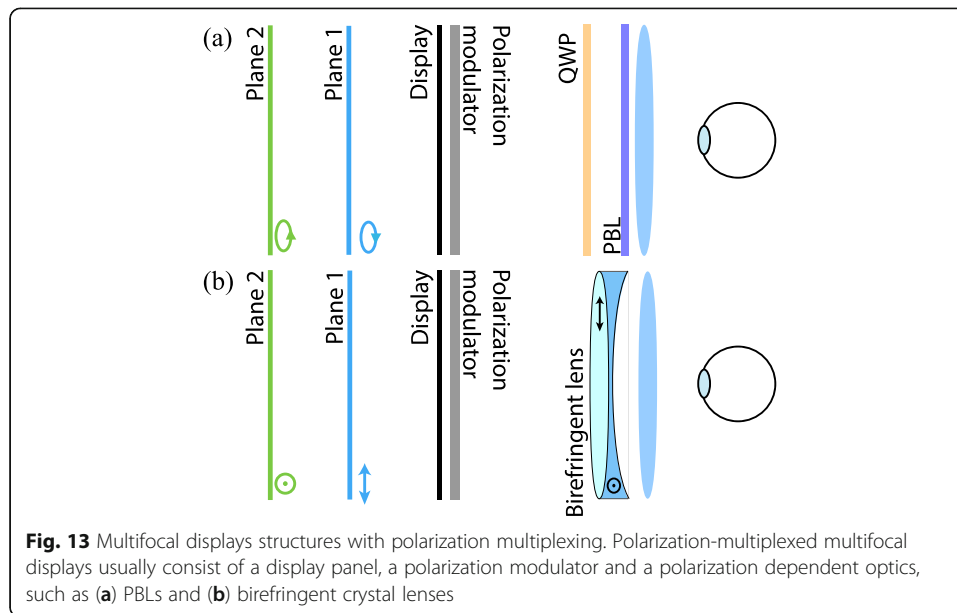 (a)
Plane 2
Plane 1
Display
Polarization
modulator
QWP
PBL
(b)
Plane 2
Plane 1
Display
Polarization
modulator
Birefringent lens
Fig. 13 Multifocal displays structures with polarization multiplexing. Polarization-multiplexed multifocal
displays usually consist of a display panel, a polarization modulator and a polarization dependent optics,
such as (a) PBLs and (b) birefringent crystal lenses